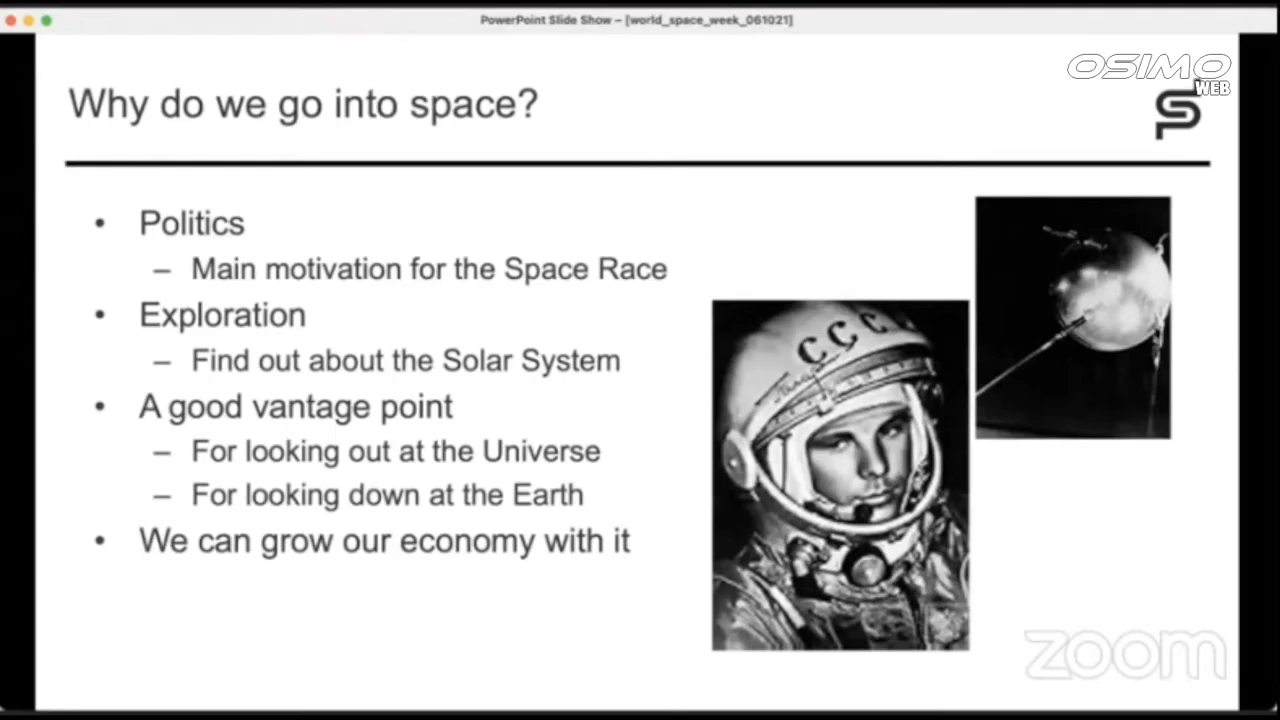 PowerPoint Slide Show – [world_space_week_061021]
OSIMO
WEB
Why do we go into space?
• Politics
– Main motivation for the Space Race
• Exploration
– Find out about the Solar System
• A good vantage point
– For looking out at the Universe
– For looking down at the Earth
• We can grow our economy with it
CCC
zoom